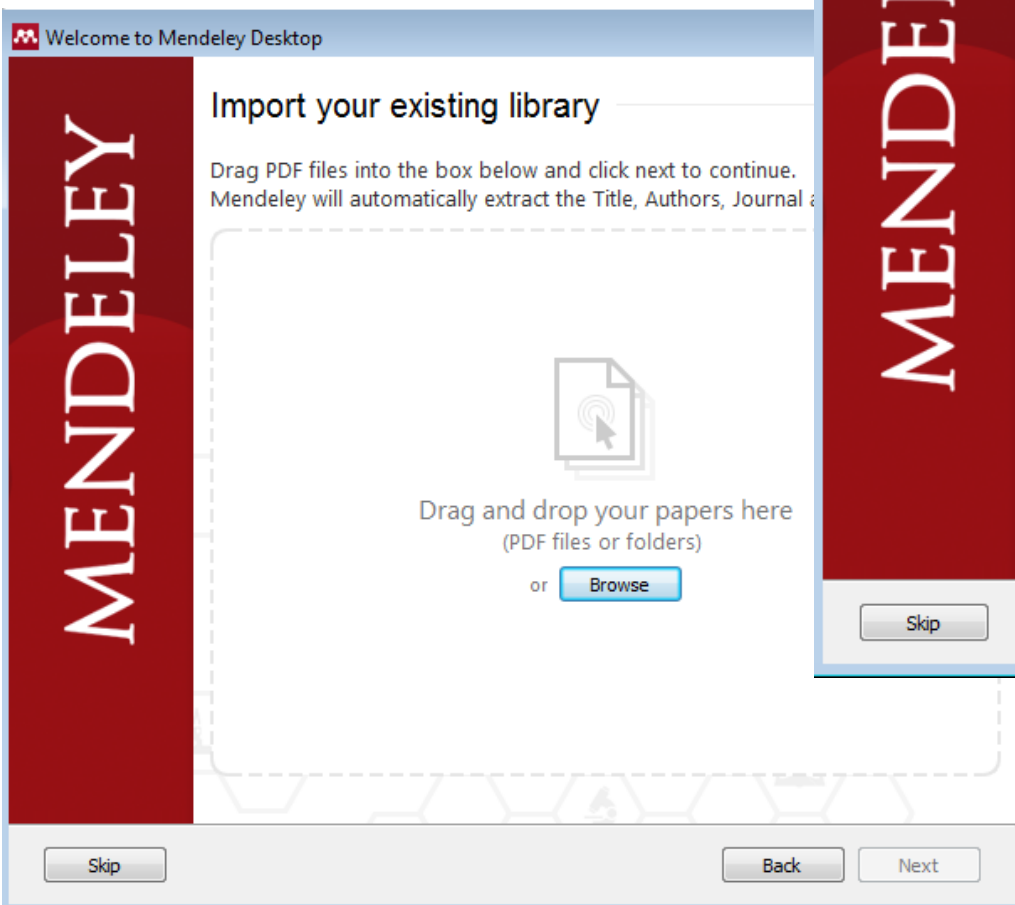 Welcome to Mendeley Desktop
MENDELEY
Import your existing library
Drag PDF files into the box below and click next to continue.
Mendeley will automatically extract the Title, Authors, Journal
Drag and drop your papers here
(PDF files or folders)
or Browse
Skip
Back
Next
MENDE
Skip